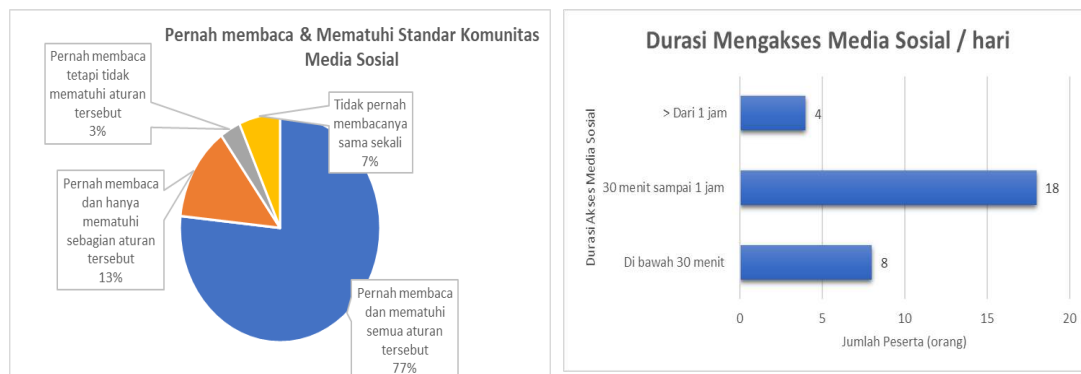 Pernah membaca & Mematuhi Standar Komunitas
Media Sosial
Pernah membaca
tetapi tidak
mematuhi aturan
tersebut
3%
Tidak pernah
membacanya
sama sekali
7%
Pernah membaca
dan hanya
mematuhi
sebagian aturan
tersebut
13%
Pernah membaca
dan mematuhi
semua aturan
tersebut
77%
Durasi Mengakses Media Sosial / hari
Durasi Akses Media Sosial
> Dari 1 jam
4
30 menit sampai 1 jam
18
Di bawah 30 menit
8
0 5 10 15 20
Jumlah Peserta (orang)